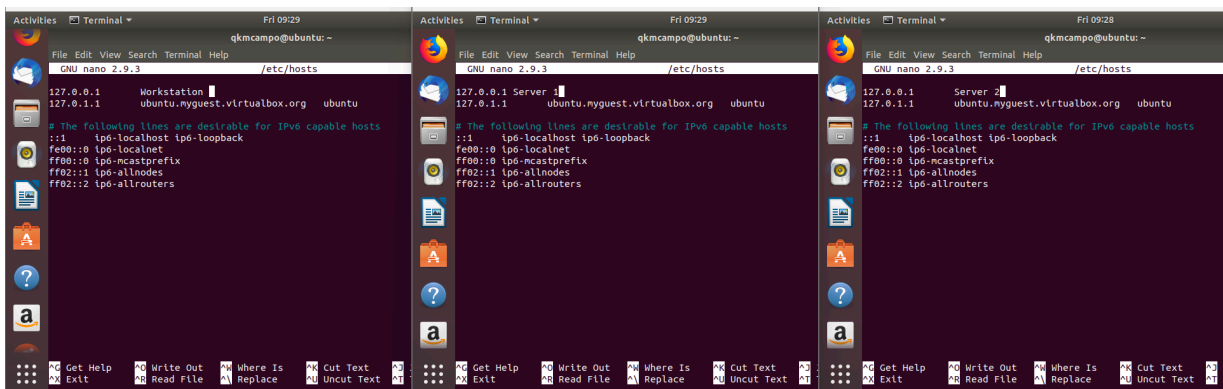 Activities Terminal Fri 09:29
qkmcampo@ubuntu: ~
File Edit View Search Terminal Help
GNU nano 2.9.3 /etc/hosts
127.0.0.1 Workstation
127.0.1.1 ubuntu.myguest.virtualbox.org ubuntu
# The following lines are desirable for IPv6 capable hosts
::1 ip6-localhost ip6-loopback
fe00::0 ip6-localnet
ff00::0 ip6-mcastprefix
ff02::1 ip6-allnodes
ff02::2 ip6-allrouters
^G Get Help ^O Write Out ^W Where Is ^K Cut Text ^J
^X Exit ^R Read File ^\ Replace ^U Uncut Text ^T
Activities Terminal Fri 09:29
qkmcampo@ubuntu: ~
File Edit View Search Terminal Help
GNU nano 2.9.3 /etc/hosts
127.0.0.1 Server 1
127.0.1.1 ubuntu.myguest.virtualbox.org ubuntu
# The following lines are desirable for IPv6 capable hosts
::1 ip6-localhost ip6-loopback
fe00::0 ip6-localnet
ff00::0 ip6-mcastprefix
ff02::1 ip6-allnodes
ff02::2 ip6-allrouters
^G Get Help ^O Write Out ^W Where Is ^K Cut Text ^J
^X Exit ^R Read File ^\ Replace ^U Uncut Text ^T
Activities Terminal Fri 09:28
qkmcampo@ubuntu: ~
File Edit View Search Terminal Help
GNU nano 2.9.3 /etc/hosts
127.0.0.1 Server 2
127.0.1.1 ubuntu.myguest.virtualbox.org ubuntu
# The following lines are desirable for IPv6 capable hosts
::1 ip6-localhost ip6-loopback
fe00::0 ip6-localnet
ff00::0 ip6-mcastprefix
ff02::1 ip6-allnodes
ff02::2 ip6-allrouters
^G Get Help ^O Write Out ^W Where Is ^K Cut Text ^J
^X Exit ^R Read File ^\ Replace ^U Uncut Text ^T